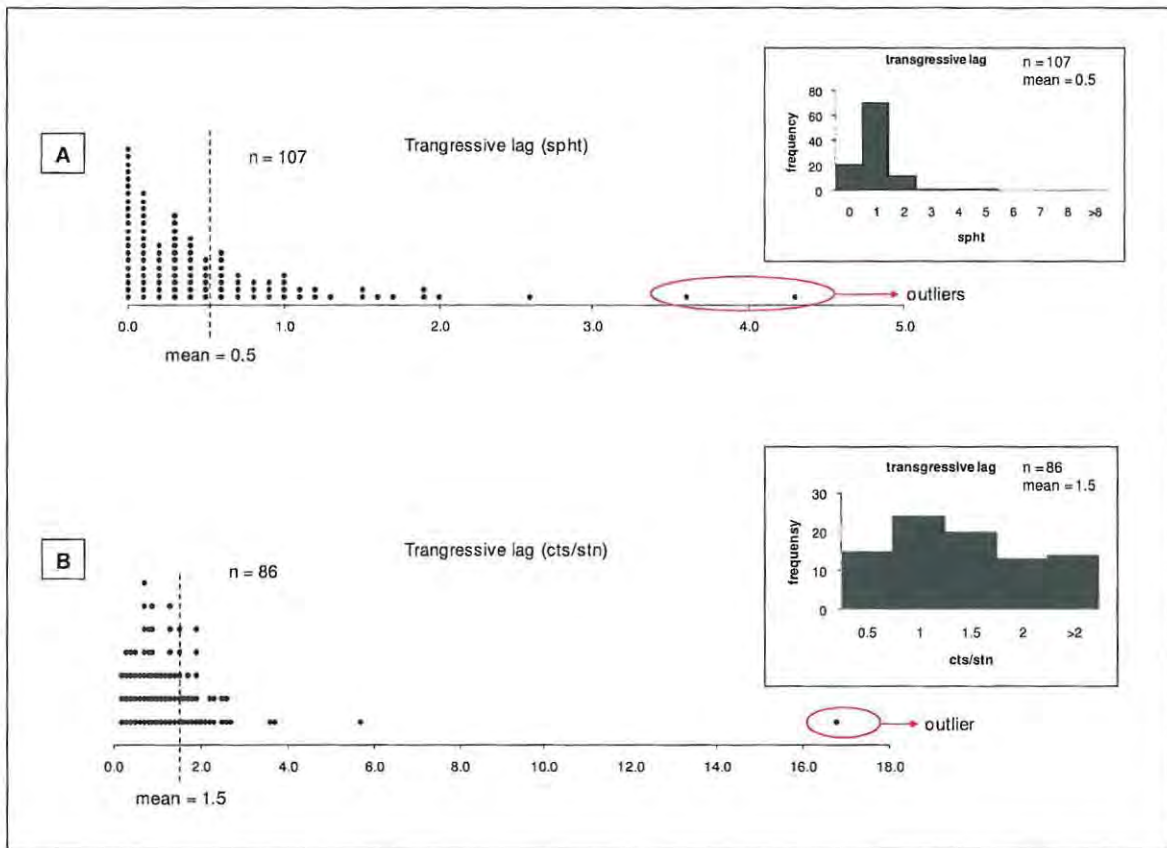 A
Trangressive lag (spht)
n = 107
0.0 1.0 2.0 3.0 4.0 5.0
mean = 0.5
outliers
transgressive lag
n = 107
mean = 0.5
frequency
80
60
40
20
0
0 1 2 3 4 5 6 7 8 >8
spht
B
Trangressive lag (cts/stn)
n = 86
0.0 2.0 4.0 6.0 8.0 10.0 12.0 14.0 16.0 18.0
mean = 1.5
outlier
transgressive lag
n = 86
mean = 1.5
frequensy
30
20
10
0
0.5 1 1.5 2 >2
cts/stn